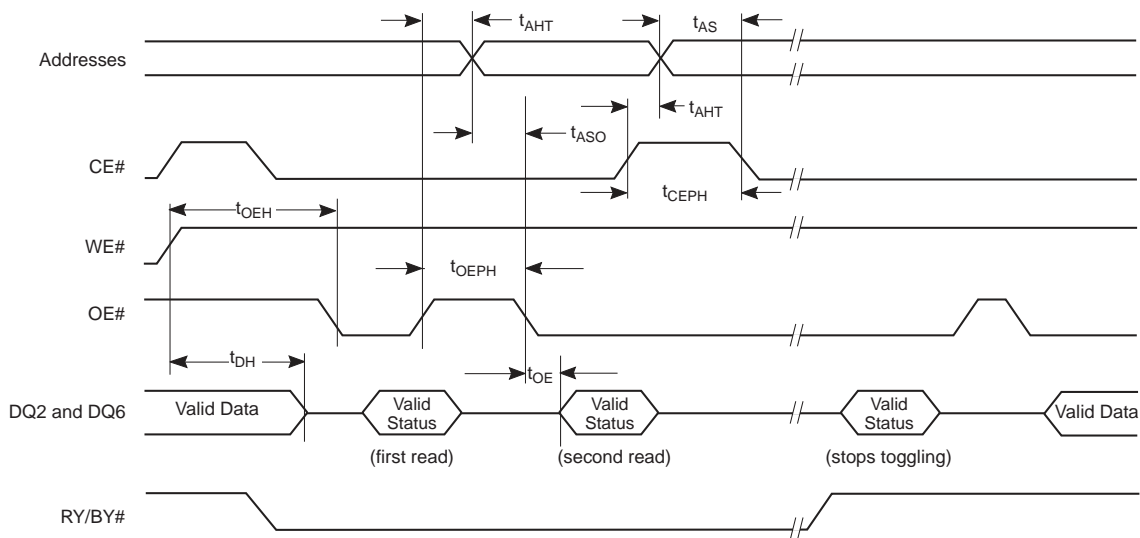 tAHT
tAS
Addresses
tAHT
tASO
CE#
tCEPH
tOEH
WE#
tOEPH
OE#
tDH
tOE
DQ2 and DQ6
Valid Data
Valid
Status
Valid
Status
Valid
Status
Valid Data
(first read)
(second read)
(stops toggling)
RY/BY#